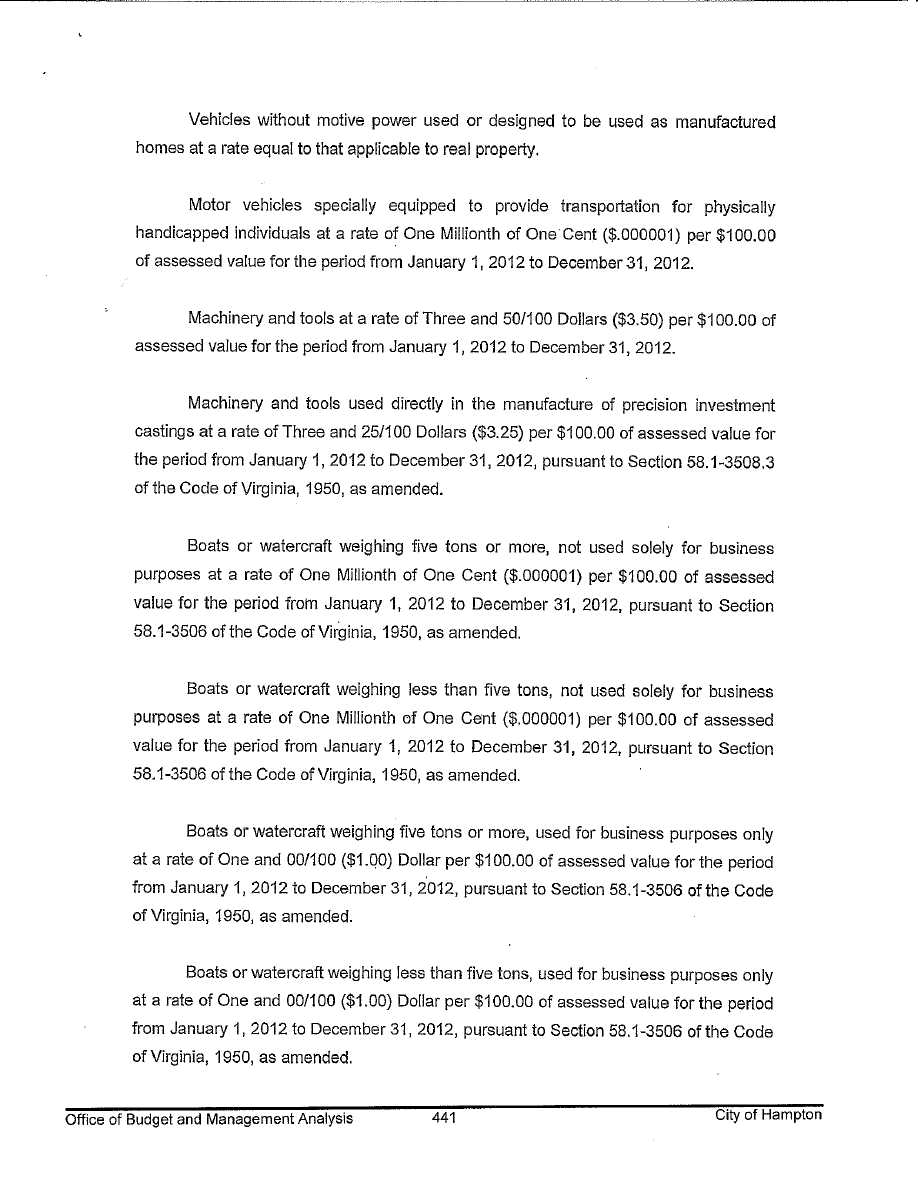 Vehicles without motive power used or designed to be used as manufactured
homes at a rate equal to that applicable to real property.
Motor vehicles specially equipped to provide transportation for physically
handicapped individuals at a rate of One Millionth of One Cent ($.000001) per $100.00
of assessed value for the period from January 1, 2012 to December 31, 2012.
Machinery and tools at a rate of Three and 50/100 Dollars ($3.50) per $100.00 of
assessed value for the period from January 1, 2012 to December 31, 2012.
Machinery and tools used directly in the manufacture of precision investment
castings at a rate of Three and 25/100 Dollars ($3.25) per $100.00 of assessed value for
the period from January 1, 2012 to December 31, 2012, pursuant to Section 58.1-3508.3
of the Code of Virginia, 1950, as amended.
Boats or watercraft weighing five tons or more, not used solely for business
purposes at a rate of One Millionth of One Cent ($.000001) per $100.00 of assessed
value for the period from January 1, 2012 to December 31, 2012, pursuant to Section
58.1-3506 of the Code of Virginia, 1950, as amended.
Boats or watercraft weighing less than five tons, not used solely for business
purposes at a rate of One Millionth of One Cent ($.000001) per $100.00 of assessed
value for the period from January 1, 2012 to December 31, 2012, pursuant to Section
58.1-3506 of the Code of Virginia, 1950, as amended.
Boats or watercraft weighing five tons or more, used for business purposes only
at a rate of One and 00/100 ($1.00) Dollar per $100.00 of assessed value for the period
from January 1, 2012 to December 31, 2012, pursuant to Section 58.1-3506 of the Code
of Virginia, 1950, as amended.
Boats or watercraft weighing less than five tons, used for business purposes only
at a rate of One and 00/100 ($1.00) Dollar per $100.00 of assessed value for the period
from January 1, 2012 to December 31, 2012, pursuant to Section 58.1-3506 of the Code
of Virginia, 1950, as amended.
Office of Budget and Management Analysis 441 City of Hampton